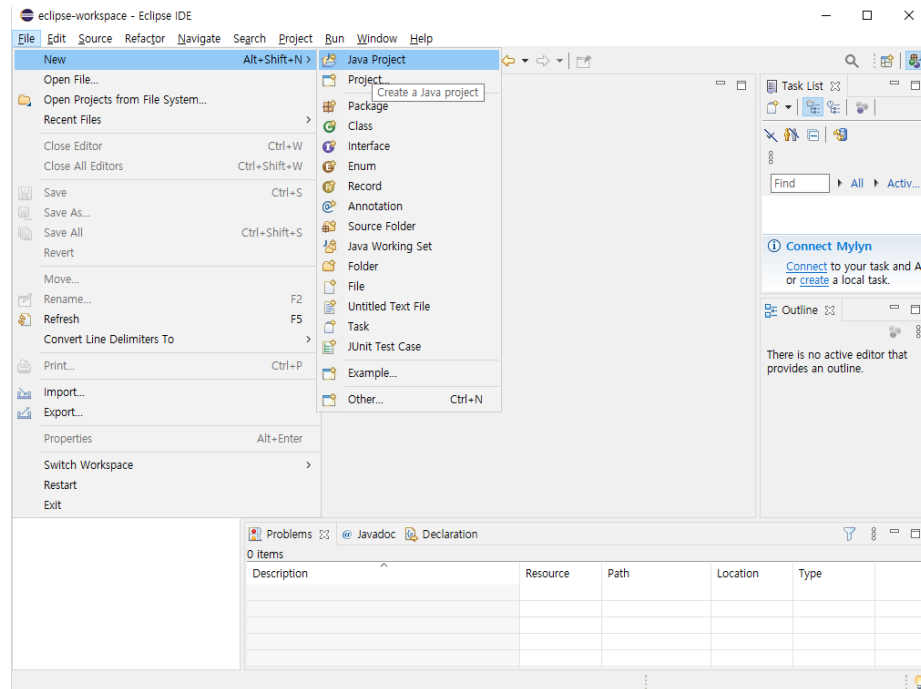 eclipse-workspace - Eclipse IDE
File Edit Source Refactor Navigate Search Project Run Window Help
New Alt+Shift+N >
Open File...
Open Projects from File System...
Recent Files >
Close Editor Ctrl+W
Close All Editors Ctrl+Shift+W
Save Ctrl+S
Save As...
Save All Ctrl+Shift+S
Revert
Move...
Rename... F2
Refresh F5
Convert Line Delimiters To >
Print... Ctrl+P
Import...
Export...
Properties Alt+Enter
Switch Workspace >
Restart
Exit
Java Project
Project...
Create a Java project
Package
Class
Interface
Enum
Record
Annotation
Source Folder
Java Working Set
Folder
File
Untitled Text File
Task
JUnit Test Case
Example...
Other... Ctrl+N
Task List
Find All Activ...
Connect Mylyn
Connect to your task and A
or create a local task.
Outline
There is no active editor that
provides an outline.
Problems @ Javadoc Declaration
0 items
Description Resource Path Location Type